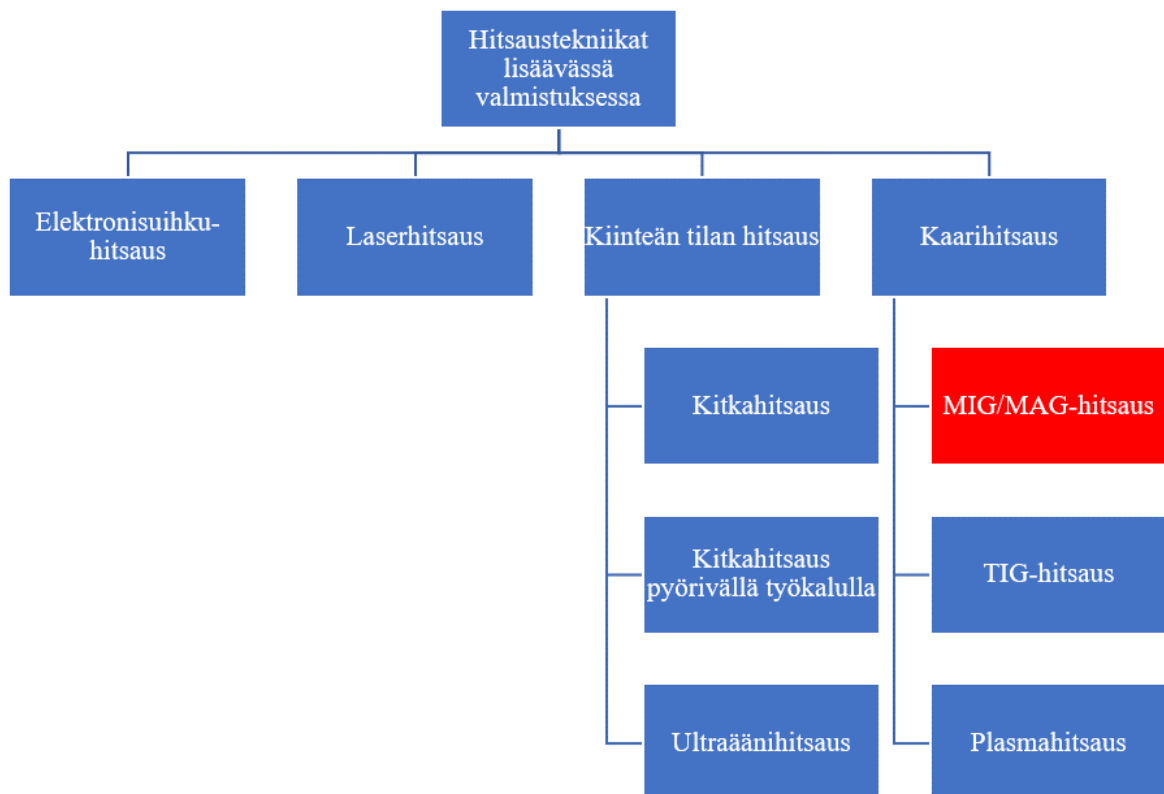 Hitsaustekniikat
lisäävässä
valmistuksessa
Elektronisuihku-
hitsaus
Laserhitsaus
Kiinteän tilan hitsaus
Kaarihitsaus
Kitkahitsaus
MIG/MAG-hitsaus
Kitkahitsaus
pyörivällä työkalulla
TIG-hitsaus
Ultraäänihitsaus
Plasmahitsaus